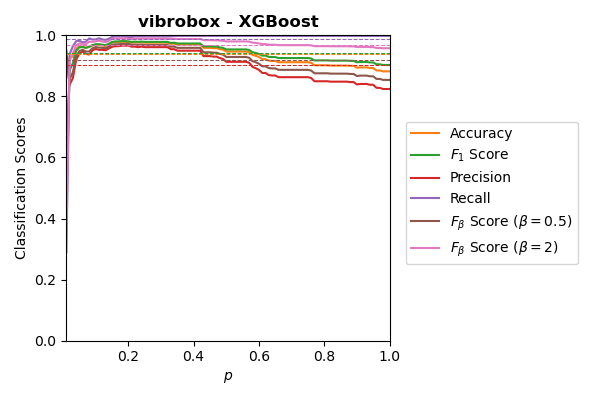 vibrobox - XGBoost
Classification Scores
1.0
0.8
0.6
0.4
0.2
0.0
0.2 0.4 0.6 0.8 1.0
p
Accuracy
F₁ Score
Precision
Recall
Fᵦ Score (β = 0.5)
Fᵦ Score (β = 2)